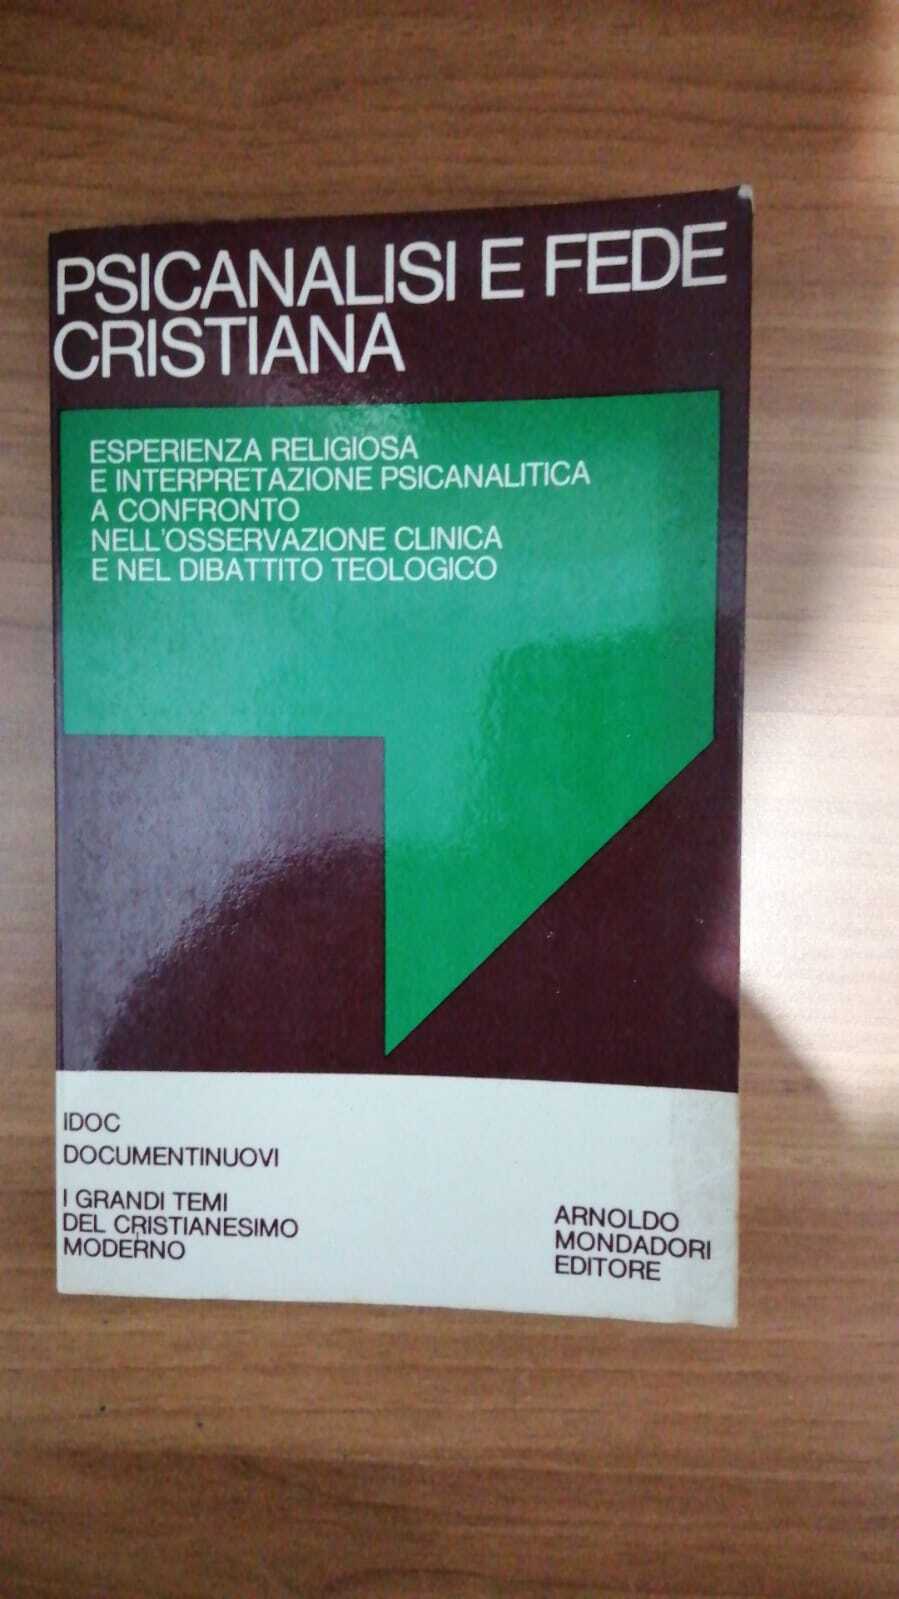 PSICANALISI E FEDE
CRISTIANA
ESPERIENZA RELIGIOSA
E INTERPRETAZIONE PSICANALITICA
A CONFRONTO
NELL'OSSERVAZIONE CLINICA
E NEL DIBATTITO TEOLOGICO
IDOC
DOCUMENTINUOVI
I GRANDI TEMI
DEL CRISTIANESIMO
MODERNO
ARNOLDO
MONDADORI
EDITORE